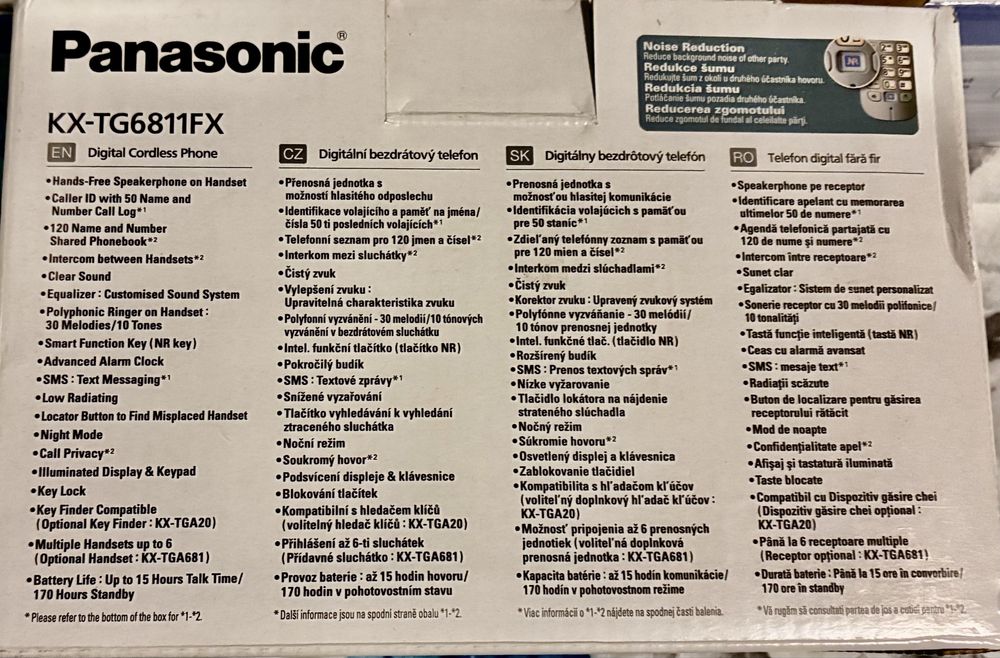 Panasonic®
KX-TG6811FX
Noise Reduction
Reduce background noise of other party.
Redukce šumu
Redukujte šum z okolí u druhého účastníka hovoru.
Redukcia šumu
Potláčanie šumu pozadia druhého účastníka.
Reducerea zgomotului
Reduce zgomotul de fundal al celeilalte părţi.
NR
EN Digital Cordless Phone
•Hands-Free Speakerphone on Handset
•Caller ID with 50 Name and
Number Call Log*1
•120 Name and Number
Shared Phonebook*2
•Intercom between Handsets*2
•Clear Sound
•Equalizer : Customised Sound System
•Polyphonic Ringer on Handset :
30 Melodies/10 Tones
•Smart Function Key (NR key)
•Advanced Alarm Clock
•SMS : Text Messaging*1
•Low Radiating
•Locator Button to Find Misplaced Handset
•Night Mode
•Call Privacy*2
•Illuminated Display & Keypad
•Key Lock
•Key Finder Compatible
(Optional Key Finder : KX-TGA20)
•Multiple Handsets up to 6
(Optional Handset : KX-TGA681)
•Battery Life : Up to 15 Hours Talk Time/
170 Hours Standby
* Please refer to the bottom of the box for *1-*2.
CZ Digitální bezdrátový telefon
•Přenosná jednotka s
možností hlasitého odposlechu
•Identifikace volajícího a paměť na jména/
čísla 50 ti posledních volajících*1
•Telefonní seznam pro 120 jmen a čísel*2
•Interkom mezi sluchátky*2
•Čistý zvuk
•Vylepšení zvuku :
Upravitelná charakteristika zvuku
•Polyfonní vyzvánění - 30 melodií/10 tónových
vyzvánění v bezdrátovém sluchátku
•Intel. funkční tlačítko (tlačítko NR)
•Pokročilý budík
•SMS : Textové zprávy*1
•Snížené vyzařování
•Tlačítko vyhledávání k vyhledání
ztraceného sluchátka
•Noční režim
•Soukromý hovor*2
•Podsvícení displeje & klávesnice
•Blokování tlačítek
•Kompatibilní s hledačem klíčů
(volitelný hledač klíčů : KX-TGA20)
•Přihlášení až 6-ti sluchátek
(Přídavné sluchátko : KX-TGA681)
•Provoz baterie : až 15 hodin hovoru/
170 hodin v pohotovostním stavu
* Další informace jsou na spodní straně obalu *1-*2.
SK Digitálny bezdrôtový telefón
•Prenosná jednotka s
možnosťou hlasitej komunikácie
•Identifikácia volajúcich s pamäťou
pre 50 staníc*1
•Zdieľaný telefónny zoznam s pamäťou
pre 120 mien a čísel*2
•Interkom medzi slúchadlami*2
•Čistý zvuk
•Korektor zvuku : Upravený zvukový systém
•Polyfónne vyzváňanie - 30 melódií/
10 tónov prenosnej jednotky
•Intel. funkčné tlač. (tlačidlo NR)
•Rozšírený budík
•SMS : Prenos textových správ*1
•Nízke vyžarovanie
•Tlačidlo lokátora na nájdenie
strateného slúchadla
•Nočný režim
•Súkromie hovoru*2
•Osvetlený displej a klávesnica
•Zablokovanie tlačidiel
•Kompatibilita s hľadačom kľúčov
(voliteľný doplnkový hľadač kľúčov :
KX-TGA20)
•Možnosť pripojenia až 6 prenosných
jednotiek (voliteľná doplnková
prenosná jednotka : KX-TGA681)
•Kapacita batérie : až 15 hodín komunikácie/
170 hodín v pohotovostnom režime
* Viac informácií o *1-*2 nájdete na spodnej časti balenia.
RO Telefon digital fără fir
•Speakerphone pe receptor
•Identificare apelant cu memorarea
ultimelor 50 de numere*1
•Agendă telefonică partajată cu
120 de nume şi numere*2
•Intercom între receptoare*2
•Sunet clar
•Egalizator : Sistem de sunet personalizat
•Sonerie receptor cu 30 melodii polifonice/
10 tonalităţi
•Tastă funcţie inteligentă (tastă NR)
•Ceas cu alarmă avansat
•SMS : mesaje text*1
•Radiaţii scăzute
•Buton de localizare pentru găsirea
receptorului rătăcit
•Mod de noapte
•Confidenţialitate apel*2
•Afişaj şi tastatură iluminată
•Taste blocate
•Compatibil cu Dispozitiv găsire chei
(Dispozitiv găsire chei opţional :
KX-TGA20)
•Până la 6 receptoare multiple
(Receptor opţional : KX-TGA681)
•Durată baterie : Până la 15 ore în convorbire/
170 ore în standby
* Vă rugăm să consultati partea de jos a cutiei pentru *1-*2.